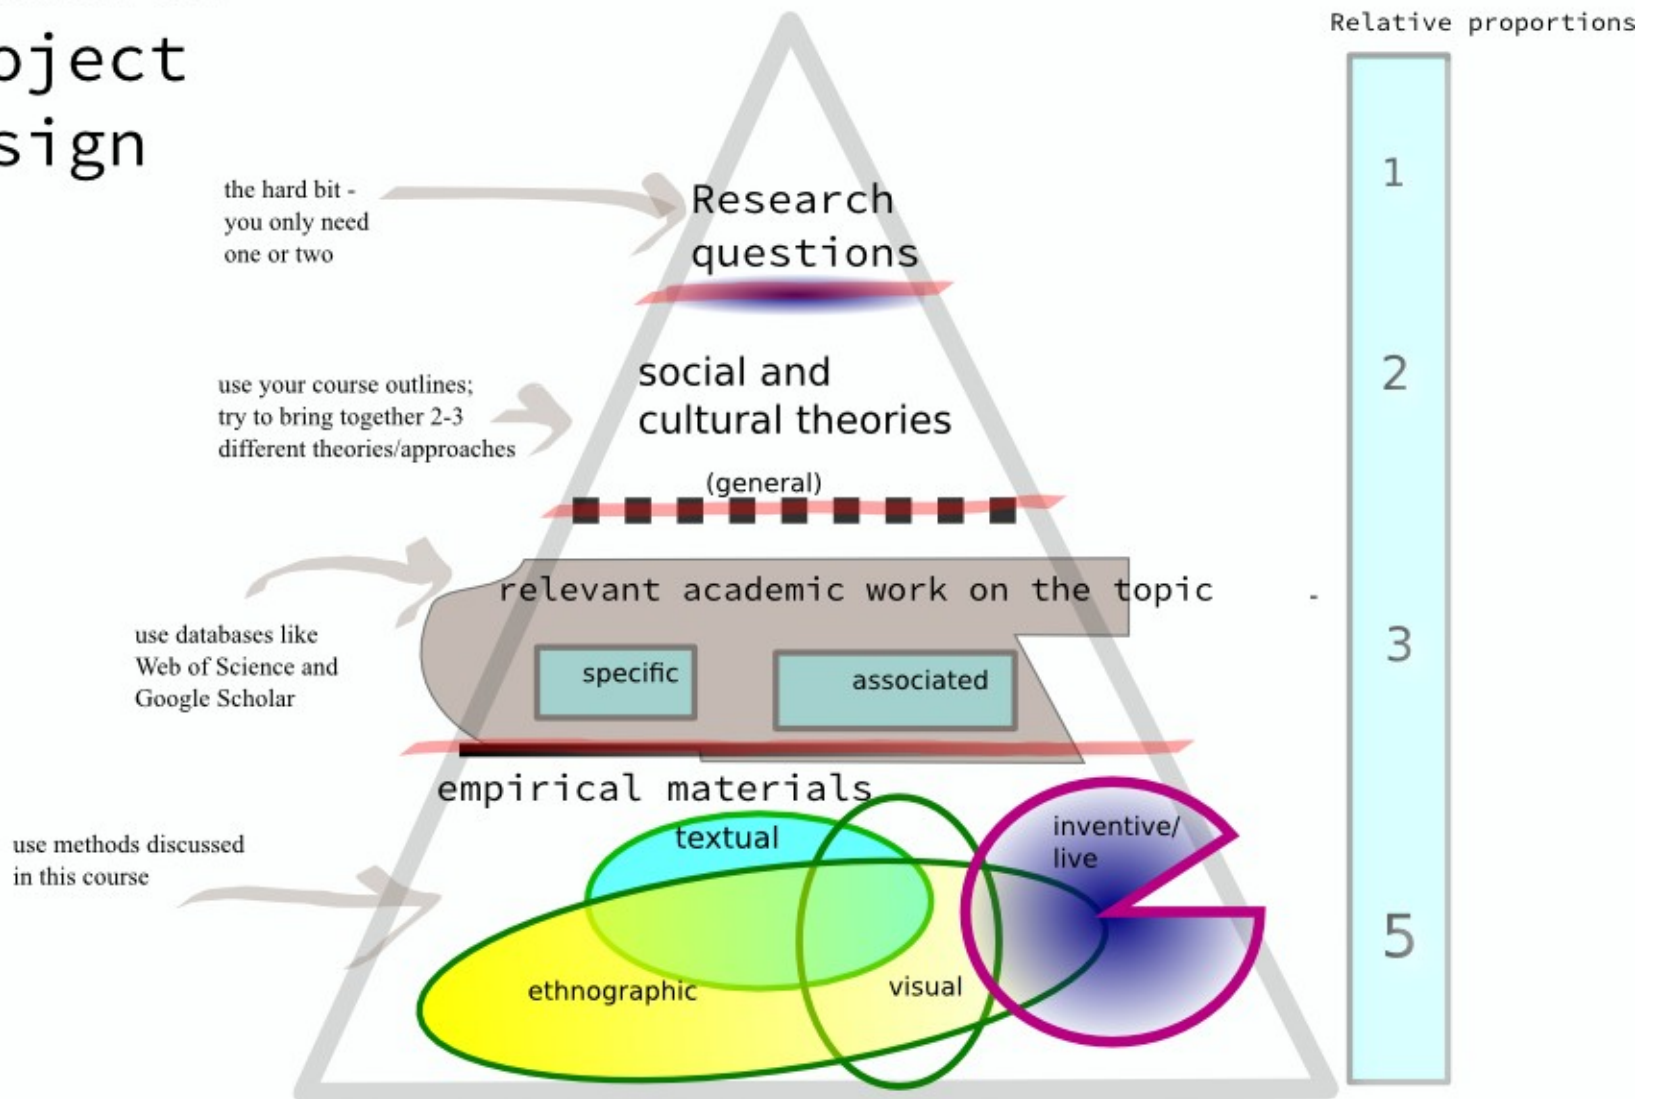 oject
sign
Relative proportions
the hard bit -
you only need
one or two
Research
questions
1
use your course outlines;
try to bring together 2-3
different theories/approaches
social and
cultural theories
(general)
2
relevant academic work on the topic
-
use databases like
Web of Science and
Google Scholar
specific
associated
3
empirical materials
use methods discussed
in this course
textual
inventive/
live
ethnographic
visual
5